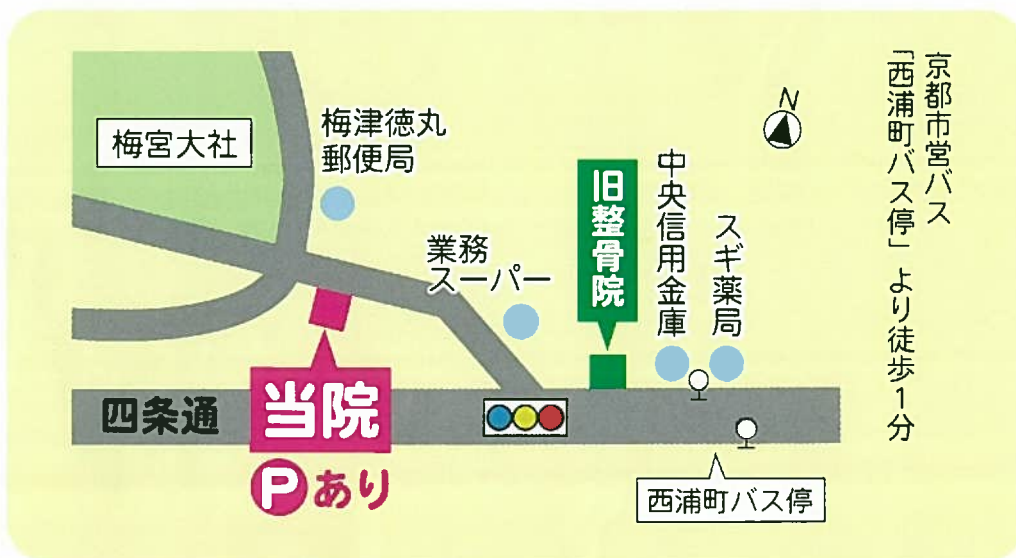 京都市営バス
「西浦町バス停」より徒歩1分
N
梅宮大社
梅津徳丸
郵便局
業務
スーパー
旧整骨院
中央信用金庫
スギ薬局
四条通
当院
Pあり
西浦町バス停